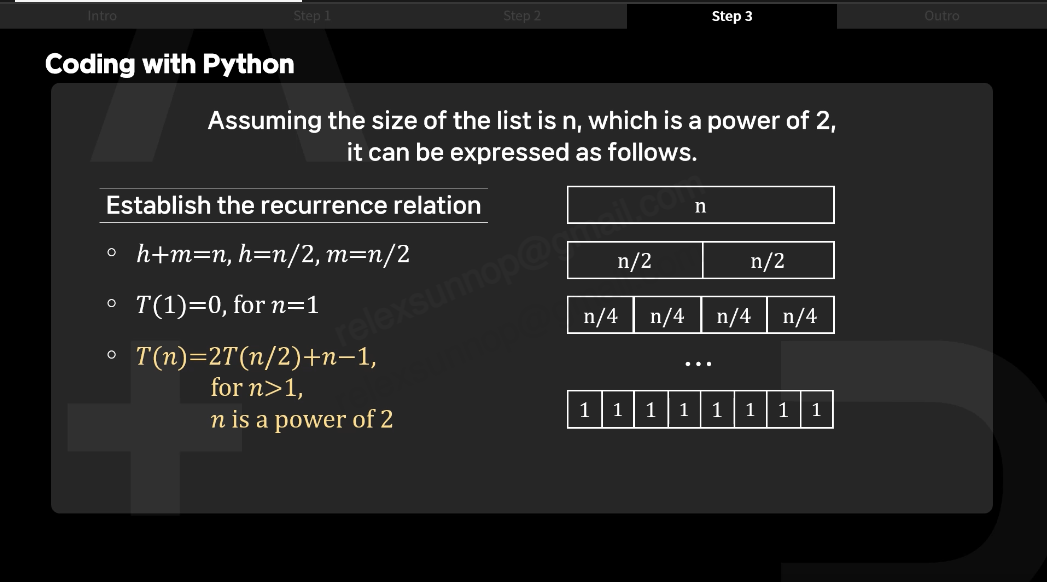 Intro Step 1 Step 2 Step 3 Outro
Coding with Python
Assuming the size of the list is n, which is a power of 2,
it can be expressed as follows.
Establish the recurrence relation
◦ h+m=n, h=n/2, m=n/2
◦ T(1)=0, for n=1
◦ T(n)=2T(n/2)+n−1,
for n>1,
n is a power of 2
n
n/2 n/2
n/4 n/4 n/4 n/4
...
1 1 1 1 1 1 1 1
relexsunnop@gmail.com